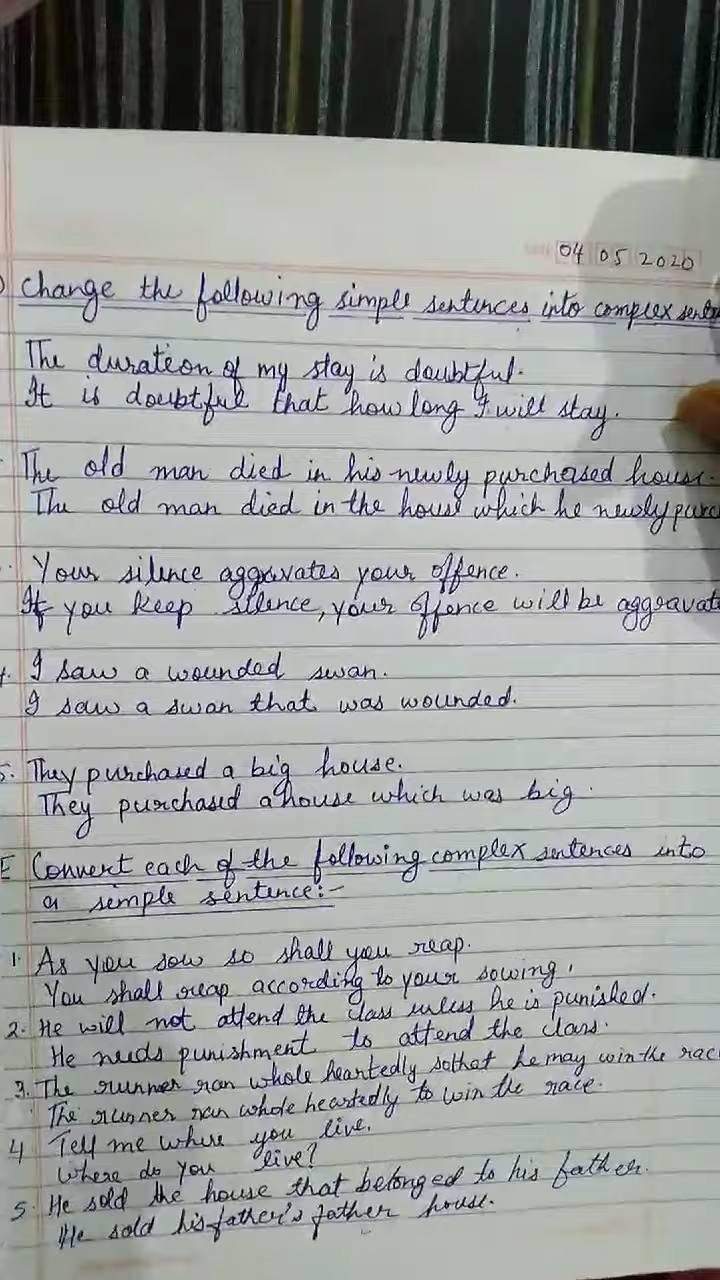 04 05 2020
Change the following simple sentences into complex
The duration of my stay is doubtful.
It is doubtful that how long I will stay.
The old man died in his newly purchased house.
The old man died in the house which he newly
Your silence aggravates your offence.
If you keep silence, your offence will be
4. I saw a wounded swan.
I saw a swan that was wounded.
5. They purchased a big house.
They purchased a house which was big.
E Convert each of the following complex sentences into
a simple sentence:-
1. As you sow so shall you reap.
You shall reap according to your sowing.
2. He will not attend the class unless he is punished.
He needs punishment to attend the class.
3. The runner ran whole heartedly so that he may win the
The runner ran whole heartedly to win the race.
4 Tell me where you live.
Where do you live?
5. He sold the house that belonged to his father.
He sold his father's father house.